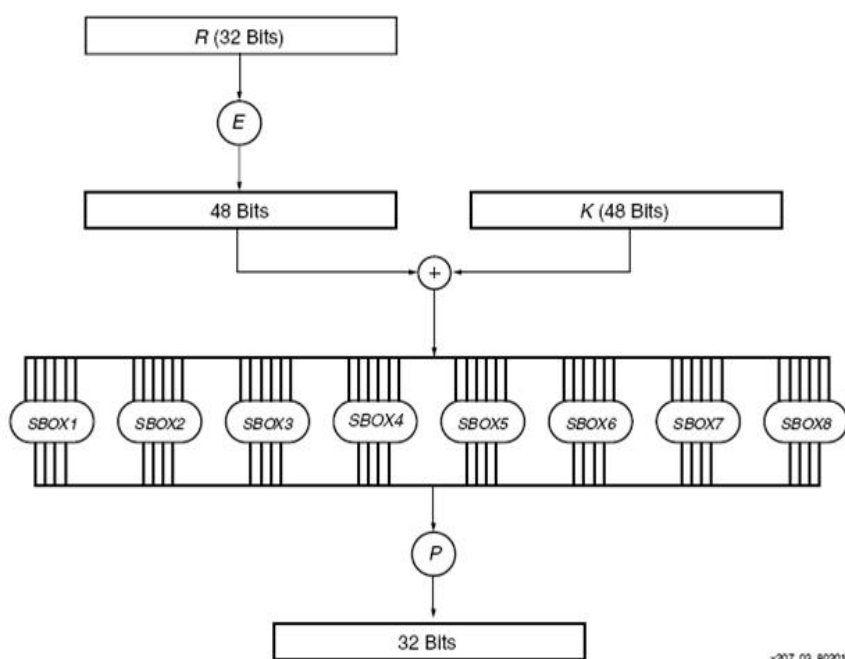 R (32 Bits)
E
48 Bits
K (48 Bits)
+
SBOX1 SBOX2 SBOX3 SBOX4 SBOX5 SBOX6 SBOX7 SBOX8
P
32 Bits